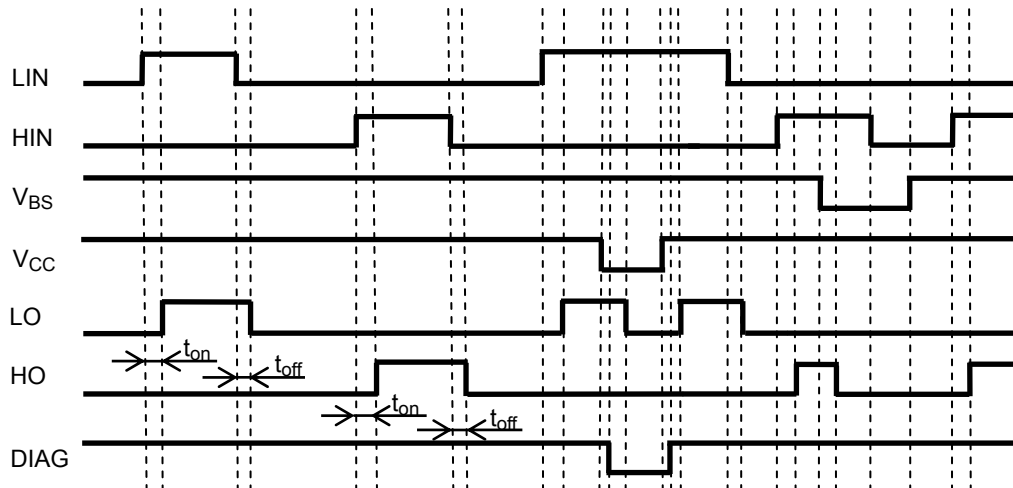 LIN
HIN
VBS
VCC
LO
ton
toff
HO
ton
toff
DIAG